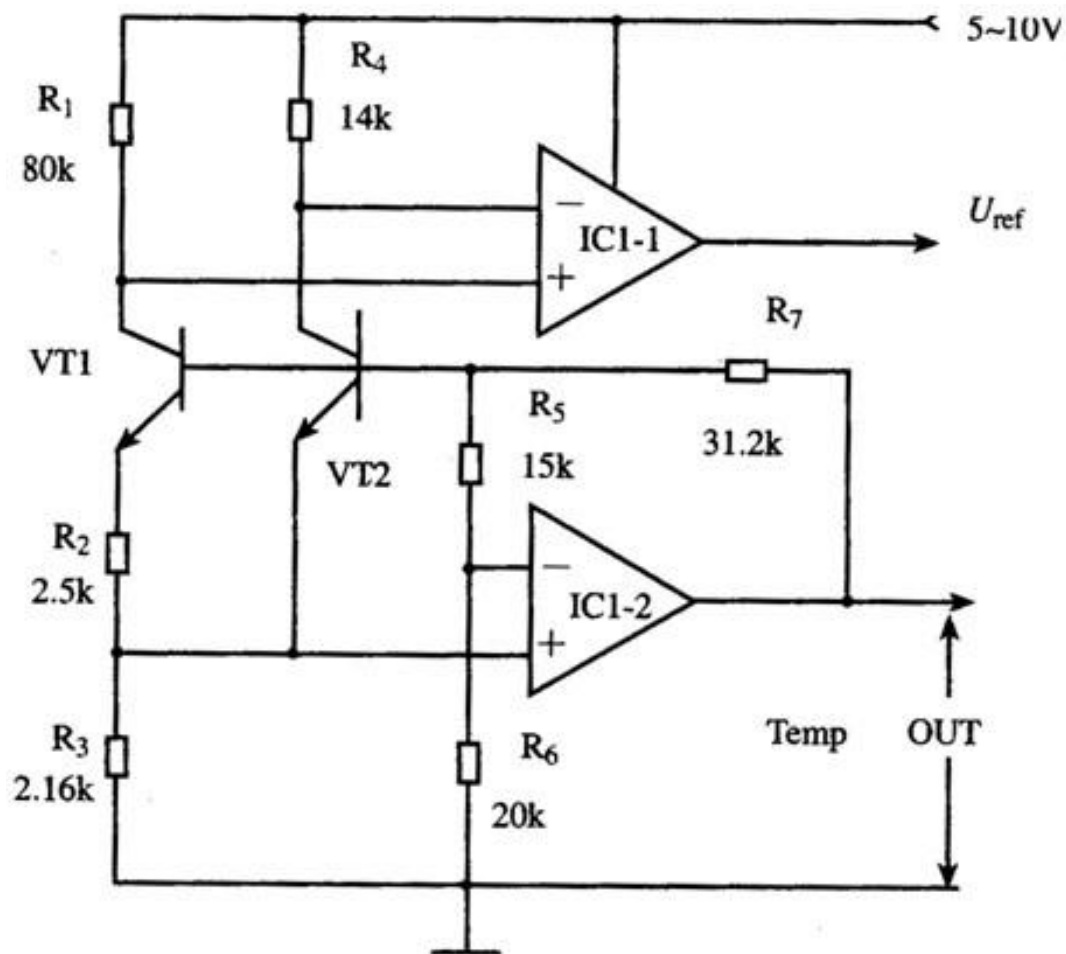 5~10V
R4
14k
R1
80k
−
IC1-1
+
Uref
R7
31.2k
VT1
R5
15k
VT2
R2
2.5k
−
IC1-2
+
R3
2.16k
R6
20k
Temp OUT